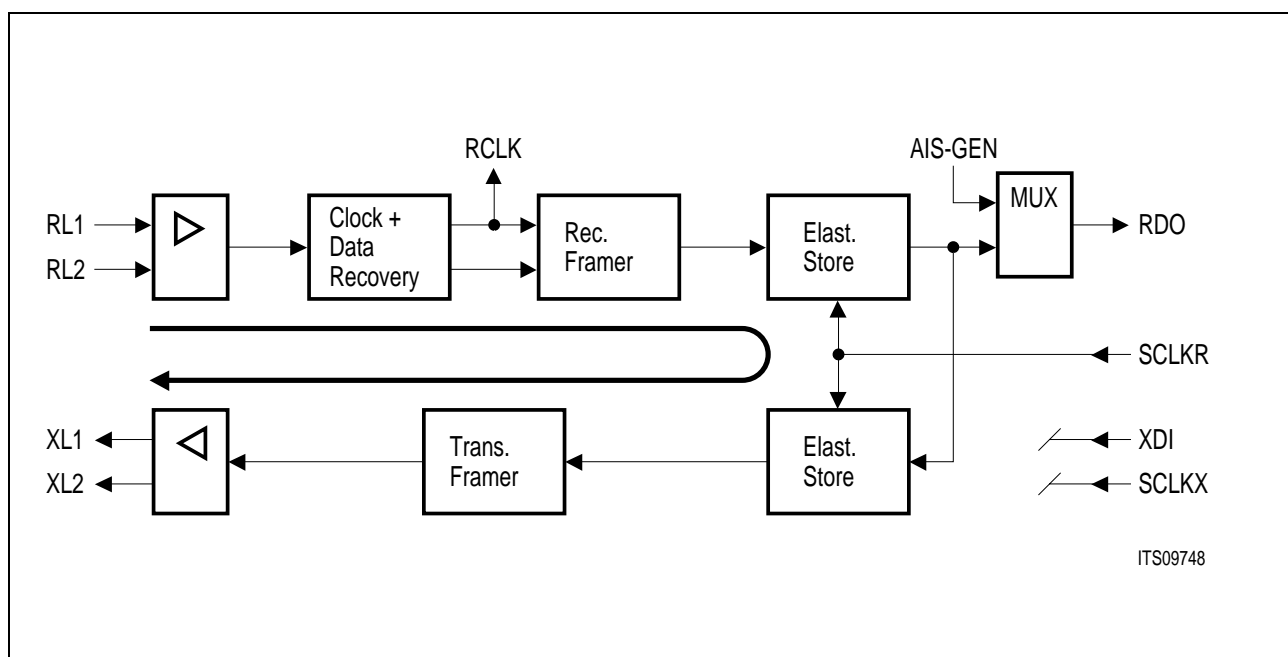 RCLK
AIS-GEN
RL1
RL2
Clock +
Data
Recovery
Rec.
Framer
Elast.
Store
MUX
RDO
SCLKR
XL1
XL2
Trans.
Framer
Elast.
Store
XDI
SCLKX
ITS09748